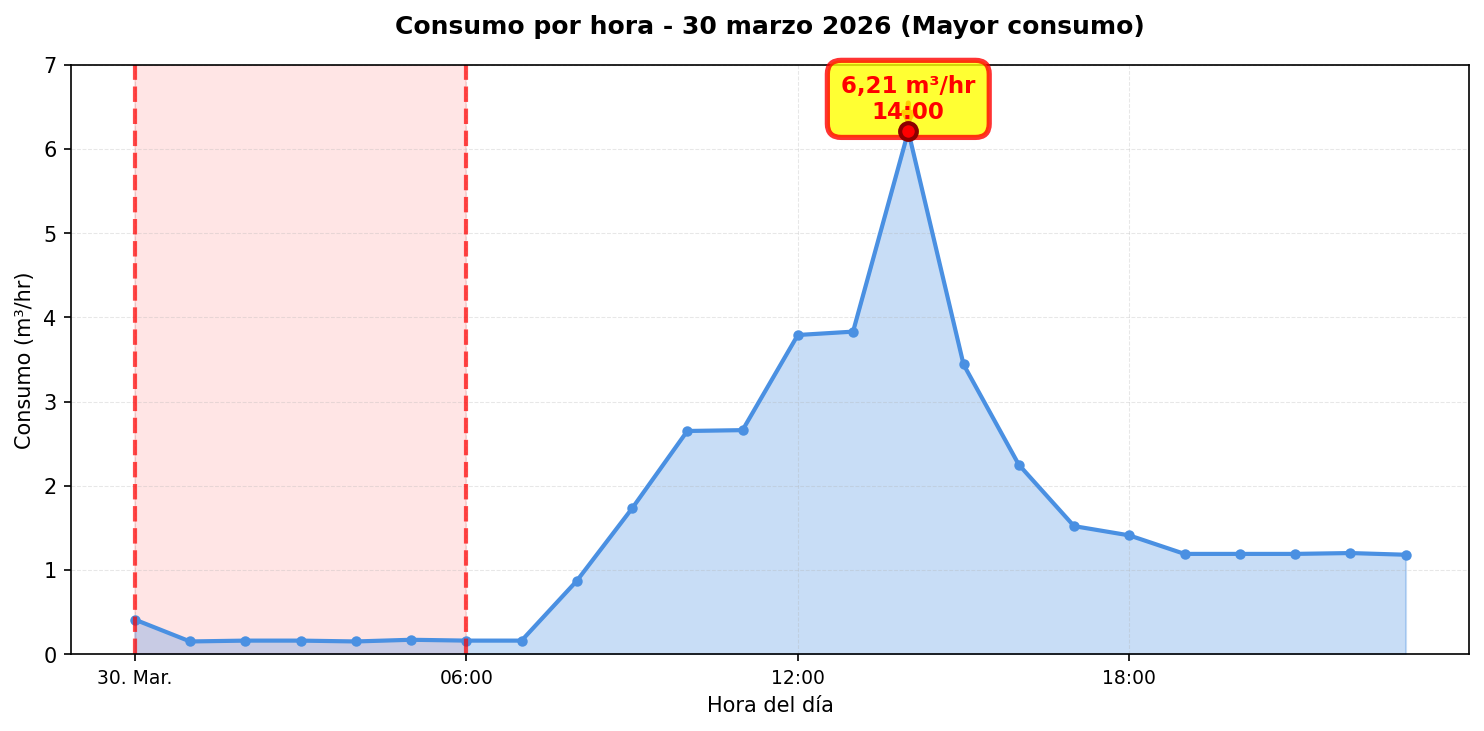 Consumo por hora - 30 marzo 2026 (Mayor consumo)
6,21 m³/hr
14:00
Consumo (m³/hr)
7
6
5
4
3
2
1
0
30. Mar.
06:00
12:00
18:00
Hora del día